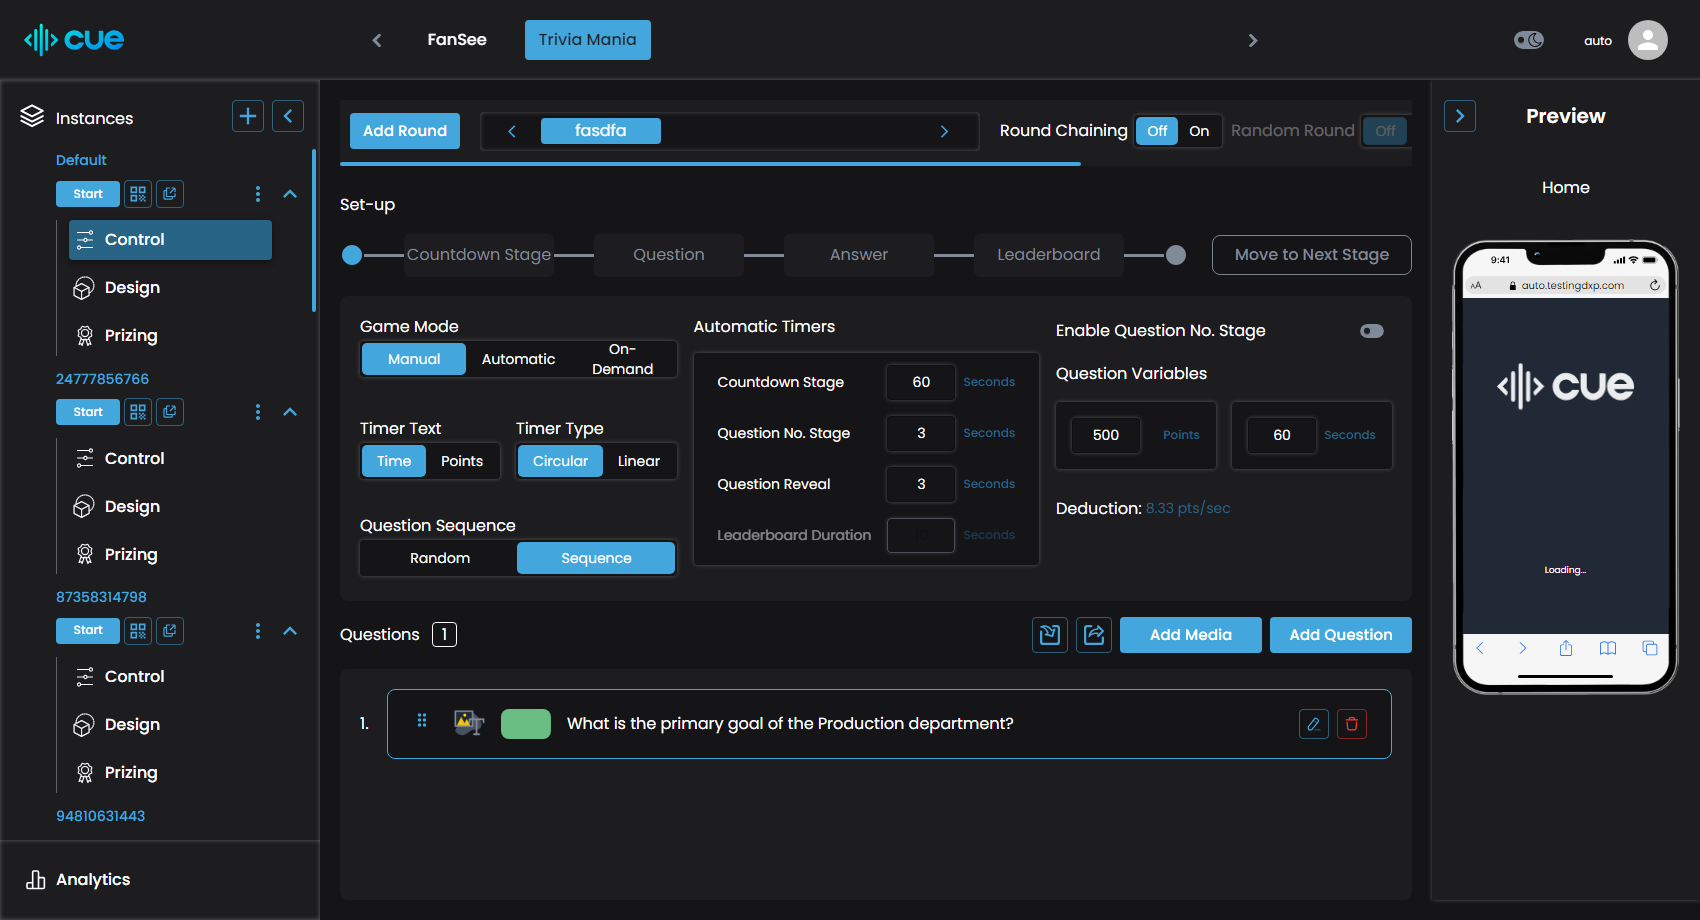 cue
FanSee
Trivia Mania
auto
Instances
Default
Start
Control
Design
Prizing
24777856766
Start
Control
Design
Prizing
87358314798
Start
Control
Design
Prizing
94810631443
Analytics
Add Round
fasdfa
Round Chaining
Off
On
Random Round
Off
Set-up
Countdown Stage
Question
Answer
Leaderboard
Move to Next Stage
Game Mode
Manual
Automatic
On-
Demand
Timer Text
Time
Points
Timer Type
Circular
Linear
Question Sequence
Random
Sequence
Automatic Timers
Countdown Stage
60
Seconds
Question No. Stage
3
Seconds
Question Reveal
3
Seconds
Leaderboard Duration
Seconds
Enable Question No. Stage
Question Variables
500
Points
60
Seconds
Deduction: 8.33 pts/sec
Questions
1
Add Media
Add Question
1.
What is the primary goal of the Production department?
Preview
Home
9:41
AA
auto.testingdxp.com
cue
Loading...